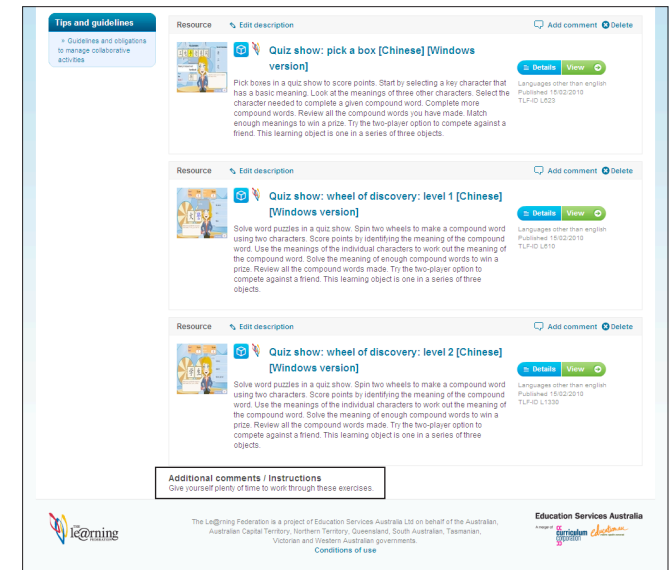 Tips and guidelines
» Guidelines and obligations
to manage collaborative
activities
Resource Edit description Add comment Delete
Quiz show: pick a box [Chinese] [Windows
version]
Pick boxes in a quiz show to score points. Start by selecting a key character that
has a basic meaning. Look at the meanings of three other characters. Select the
character needed to complete a given compound word. Complete more
compound words. Review all the compound words you have made. Match
enough meanings to win a prize. Try the two-player option to compete against a
friend. This learning object is one in a series of three objects.
Details View
Languages other than english
Published 15/02/2010
TLF-ID L623
Resource Edit description Add comment Delete
Quiz show: wheel of discovery: level 1 [Chinese]
[Windows version]
Solve word puzzles in a quiz show. Spin two wheels to make a compound word
using two characters. Score points by identifying the meaning of the compound
word. Use the meanings of the individual characters to work out the meaning of
the compound word. Solve the meaning of enough compound words to win a
prize. Review all the compound words made. Try the two-player option to
compete against a friend. This learning object is one in a series of three
objects.
Details View
Languages other than english
Published 15/02/2010
TLF-ID L610
Resource Edit description Add comment Delete
Quiz show: wheel of discovery: level 2 [Chinese]
[Windows version]
Solve word puzzles in a quiz show. Spin two wheels to make a compound word
using two characters. Score points by identifying the meaning of the compound
word. Use the meanings of the individual characters to work out the meaning of
the compound word. Solve the meaning of enough compound words to win a
prize. Review all the compound words made. Try the two-player option to
compete against a friend. This learning object is one in a series of three
objects.
Details View
Languages other than english
Published 15/02/2010
TLF-ID L1330
Additional comments / Instructions
Give yourself plenty of time to work through these exercises.
THE
le@rning
FEDERATION
The Le@rning Federation is a project of Education Services Australia Ltd on behalf of the Australian,
Australian Capital Territory, Northern Territory, Queensland, South Australian, Tasmanian,
Victorian and Western Australian governments.
Conditions of use
Education Services Australia
A merger of
curriculum
corporation